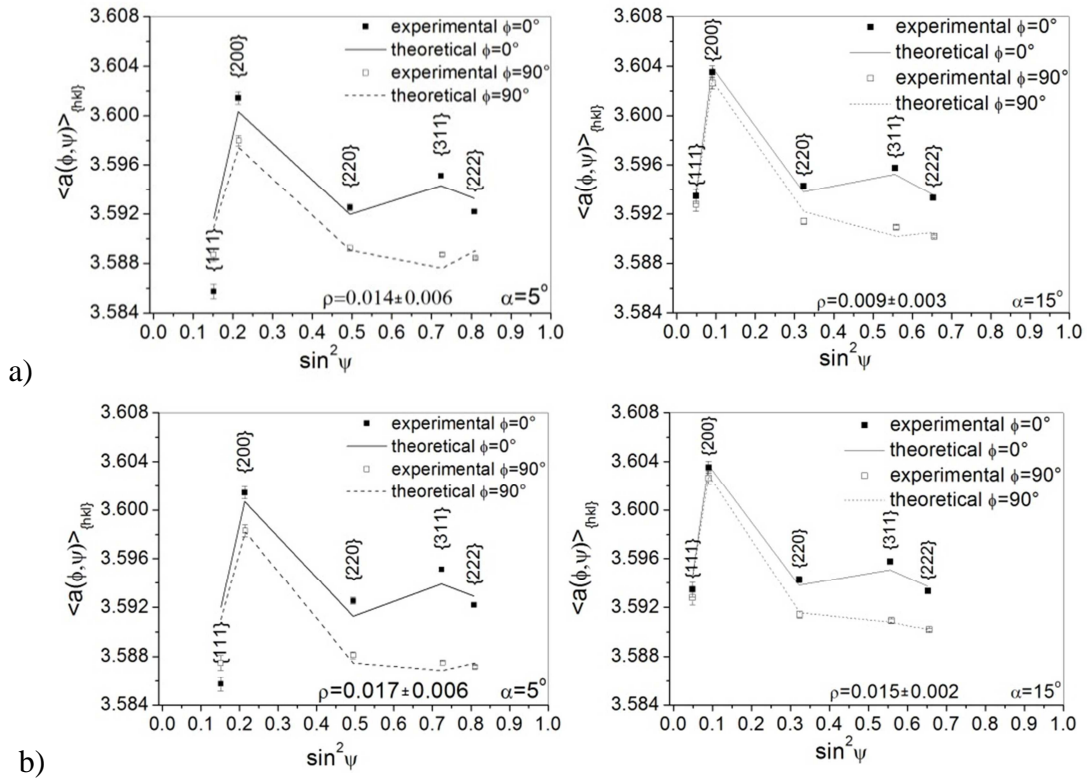 3.608
3.604
3.600
3.596
3.592
3.588
3.584
<a(ϕ,ψ)>{hkl}
experimental ϕ=0°
theoretical ϕ=0°
experimental ϕ=90°
theoretical ϕ=90°
{111}
{200}
{220}
{311}
{222}
ρ=0.014±0.006
α=5°
0.0 0.1 0.2 0.3 0.4 0.5 0.6 0.7 0.8 0.9 1.0
sin²ψ
3.608
3.604
3.600
3.596
3.592
3.588
3.584
<a(ϕ,ψ)>{hkl}
experimental ϕ=0°
theoretical ϕ=0°
experimental ϕ=90°
theoretical ϕ=90°
{111}
{200}
{220}
{311}
{222}
ρ=0.009±0.003
α=15°
0.0 0.1 0.2 0.3 0.4 0.5 0.6 0.7 0.8 0.9 1.0
sin²ψ
a)
3.608
3.604
3.600
3.596
3.592
3.588
3.584
<a(ϕ,ψ)>{hkl}
experimental ϕ=0°
theoretical ϕ=0°
experimental ϕ=90°
theoretical ϕ=90°
{111}
{200}
{220}
{311}
{222}
ρ=0.017±0.006
α=5°
0.0 0.1 0.2 0.3 0.4 0.5 0.6 0.7 0.8 0.9 1.0
sin²ψ
3.608
3.604
3.600
3.596
3.592
3.588
3.584
<a(ϕ,ψ)>{hkl}
experimental ϕ=0°
theoretical ϕ=0°
experimental ϕ=90°
theoretical ϕ=90°
{111}
{200}
{220}
{311}
{222}
ρ=0.015±0.002
α=15°
0.0 0.1 0.2 0.3 0.4 0.5 0.6 0.7 0.8 0.9 1.0
sin²ψ
b)